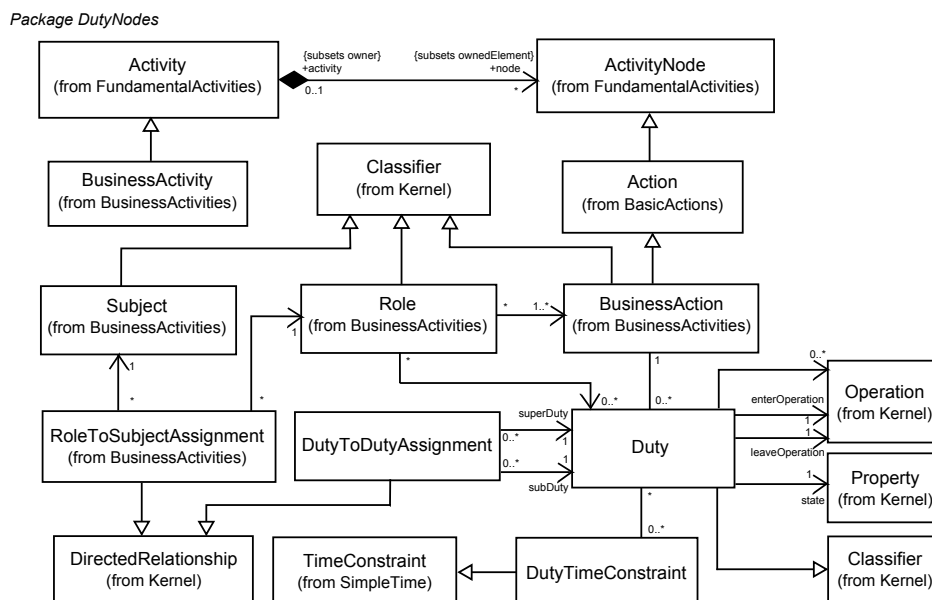 Package DutyNodes
Activity
(from FundamentalActivities)
{subsets owner}
+activity
0..1
{subsets ownedElement}
+node
*
ActivityNode
(from FundamentalActivities)
BusinessActivity
(from BusinessActivities)
Classifier
(from Kernel)
Action
(from BasicActions)
Subject
(from BusinessActivities)
Role
(from BusinessActivities)
*
1..*
BusinessAction
(from BusinessActivities)
1
1
*
*
*
0..*
1
0..*
0..*
Operation
(from Kernel)
enterOperation
1
1
leaveOperation
RoleToSubjectAssignment
(from BusinessActivities)
DutyToDutyAssignment
superDuty
0..*
1
0..*
1
subDuty
Duty
Property
(from Kernel)
1
state
*
0..*
DirectedRelationship
(from Kernel)
TimeConstraint
(from SimpleTime)
DutyTimeConstraint
Classifier
(from Kernel)